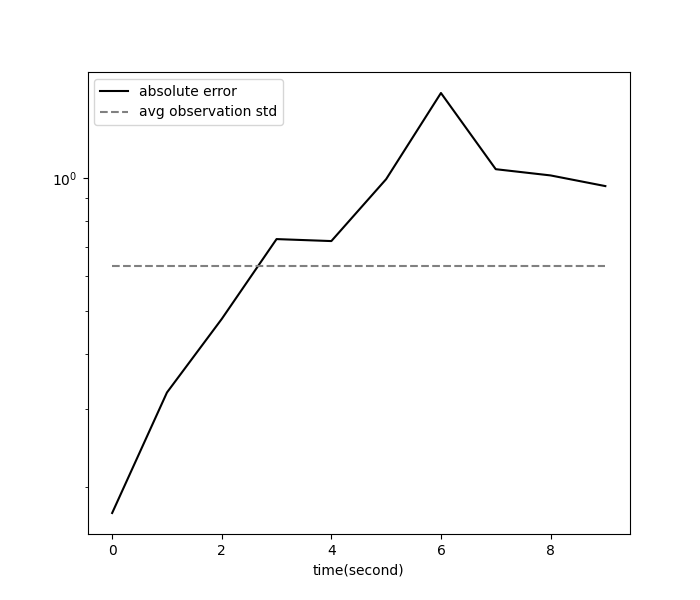 absolute error
avg observation std
10⁰
0 2 4 6 8
time(second)